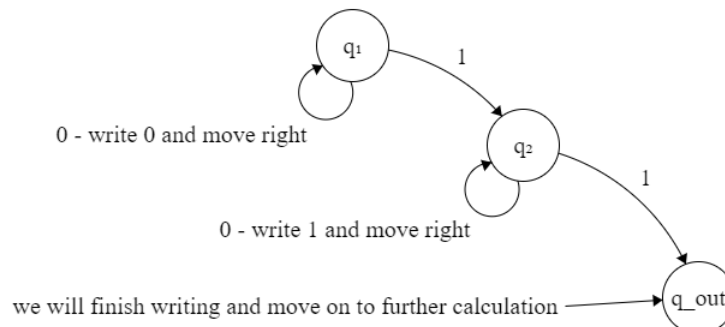 q1
1
0 - write 0 and move right
q2
1
0 - write 1 and move right
q_out
we will finish writing and move on to further calculation